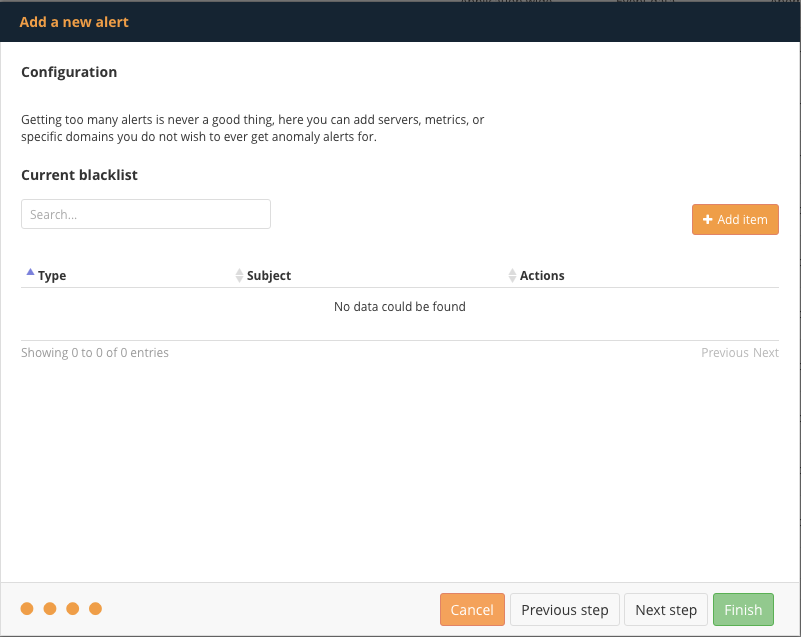 Add a new alert
Configuration
Getting too many alerts is never a good thing, here you can add servers, metrics, or
specific domains you do not wish to ever get anomaly alerts for.
Current blacklist
Search...
Add item
Type Subject Actions
No data could be found
Showing 0 to 0 of 0 entries Previous Next
Cancel Previous step Next step Finish